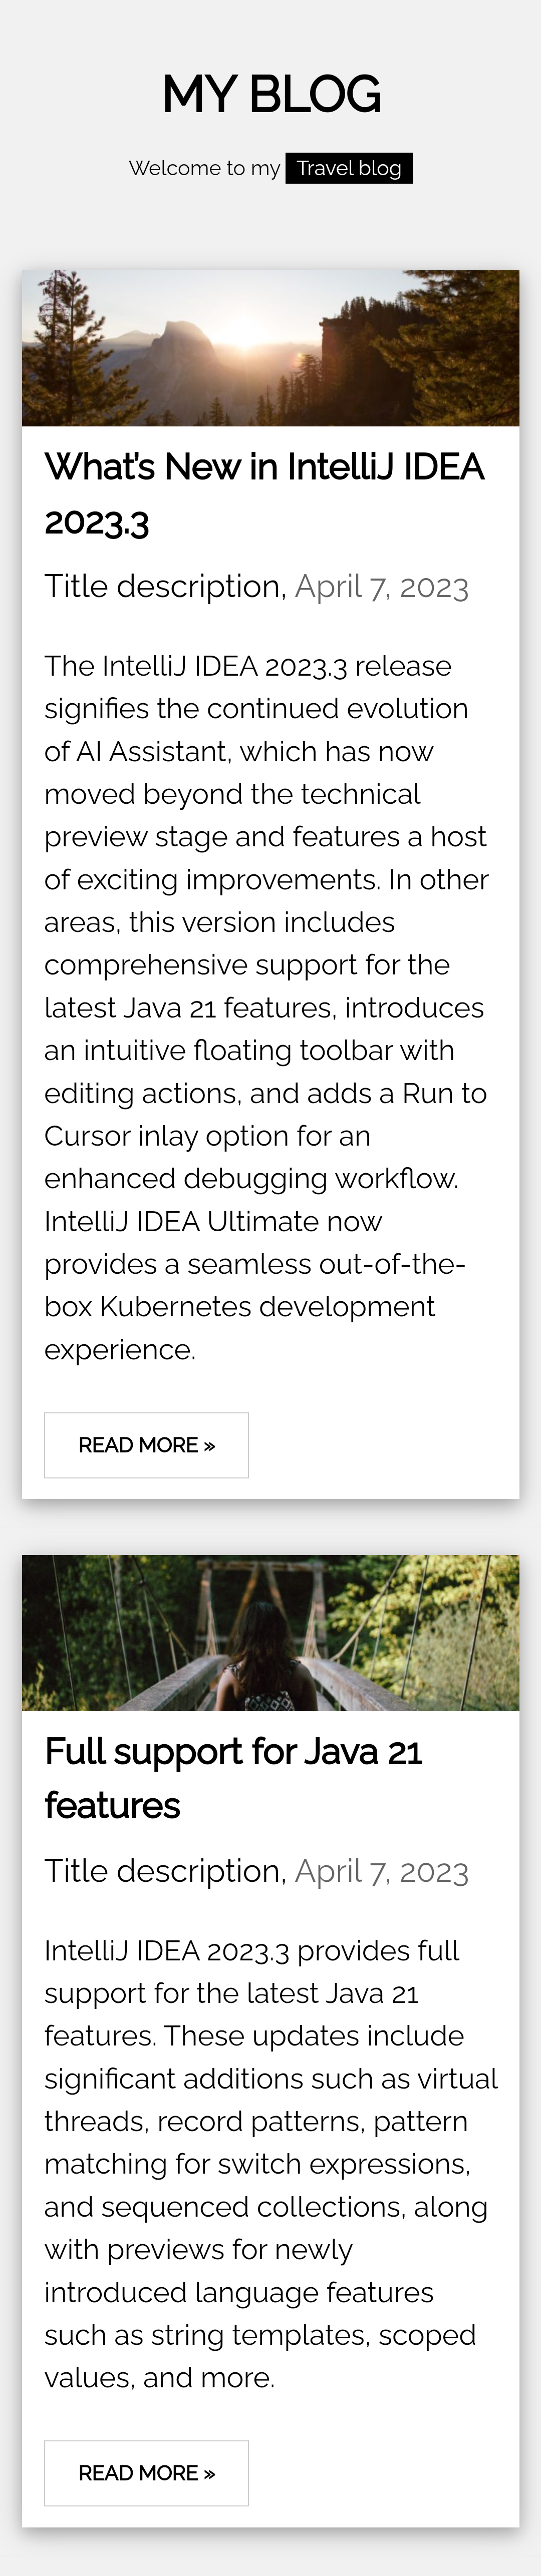 MY BLOG
Welcome to my Travel blog
What's New in IntelliJ IDEA
2023.3
Title description, April 7, 2023
The IntelliJ IDEA 2023.3 release
signifies the continued evolution
of AI Assistant, which has now
moved beyond the technical
preview stage and features a host
of exciting improvements. In other
areas, this version includes
comprehensive support for the
latest Java 21 features, introduces
an intuitive floating toolbar with
editing actions, and adds a Run to
Cursor inlay option for an
enhanced debugging workflow.
IntelliJ IDEA Ultimate now
provides a seamless out-of-the-
box Kubernetes development
experience.
READ MORE »
Full support for Java 21
features
Title description, April 7, 2023
IntelliJ IDEA 2023.3 provides full
support for the latest Java 21
features. These updates include
significant additions such as virtual
threads, record patterns, pattern
matching for switch expressions,
and sequenced collections, along
with previews for newly
introduced language features
such as string templates, scoped
values, and more.
READ MORE »